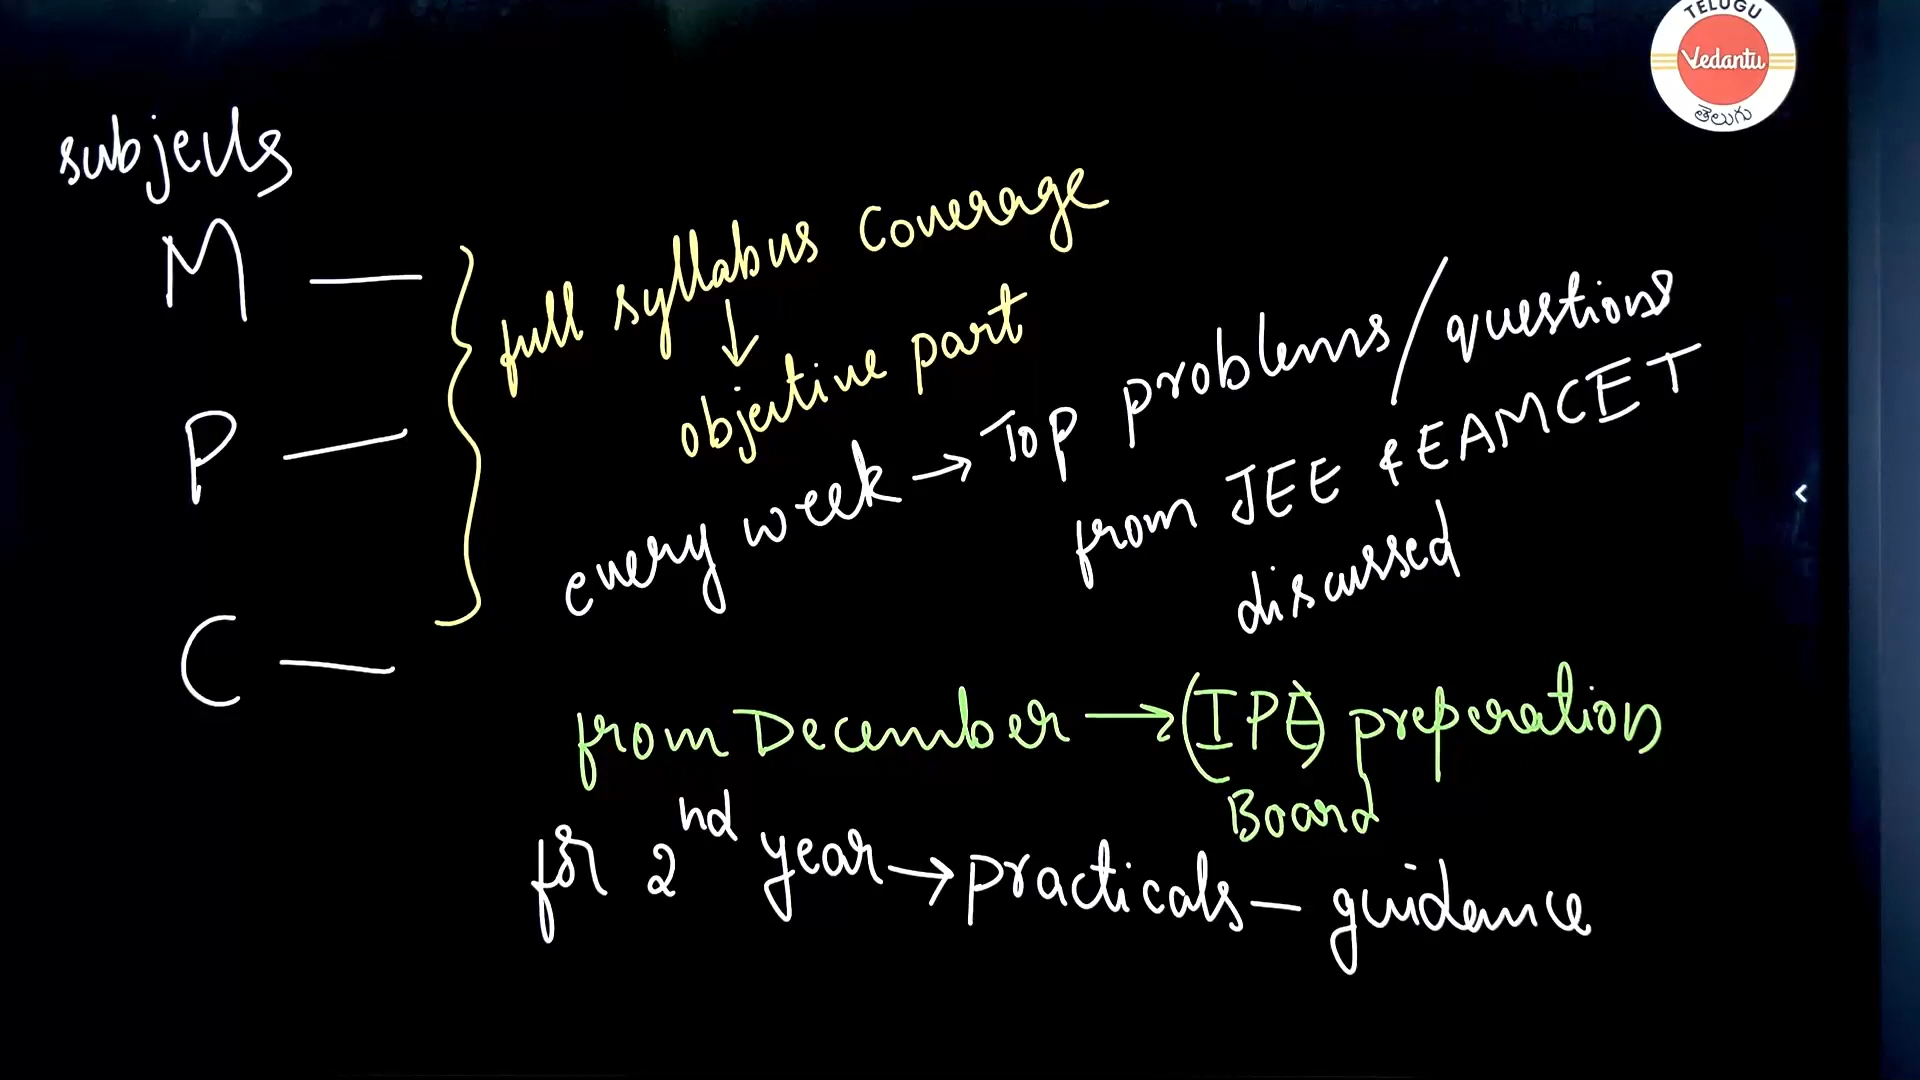 TELUGU
Vedantu
తెలుగు
subjects
M —
P —
C —
full syllabus coverage
↓
objective part
every week → Top problems/questions
from JEE & EAMCET
discussed
from December → (IPE) preperation
Board
for 2nd year → practicals – guidance
<